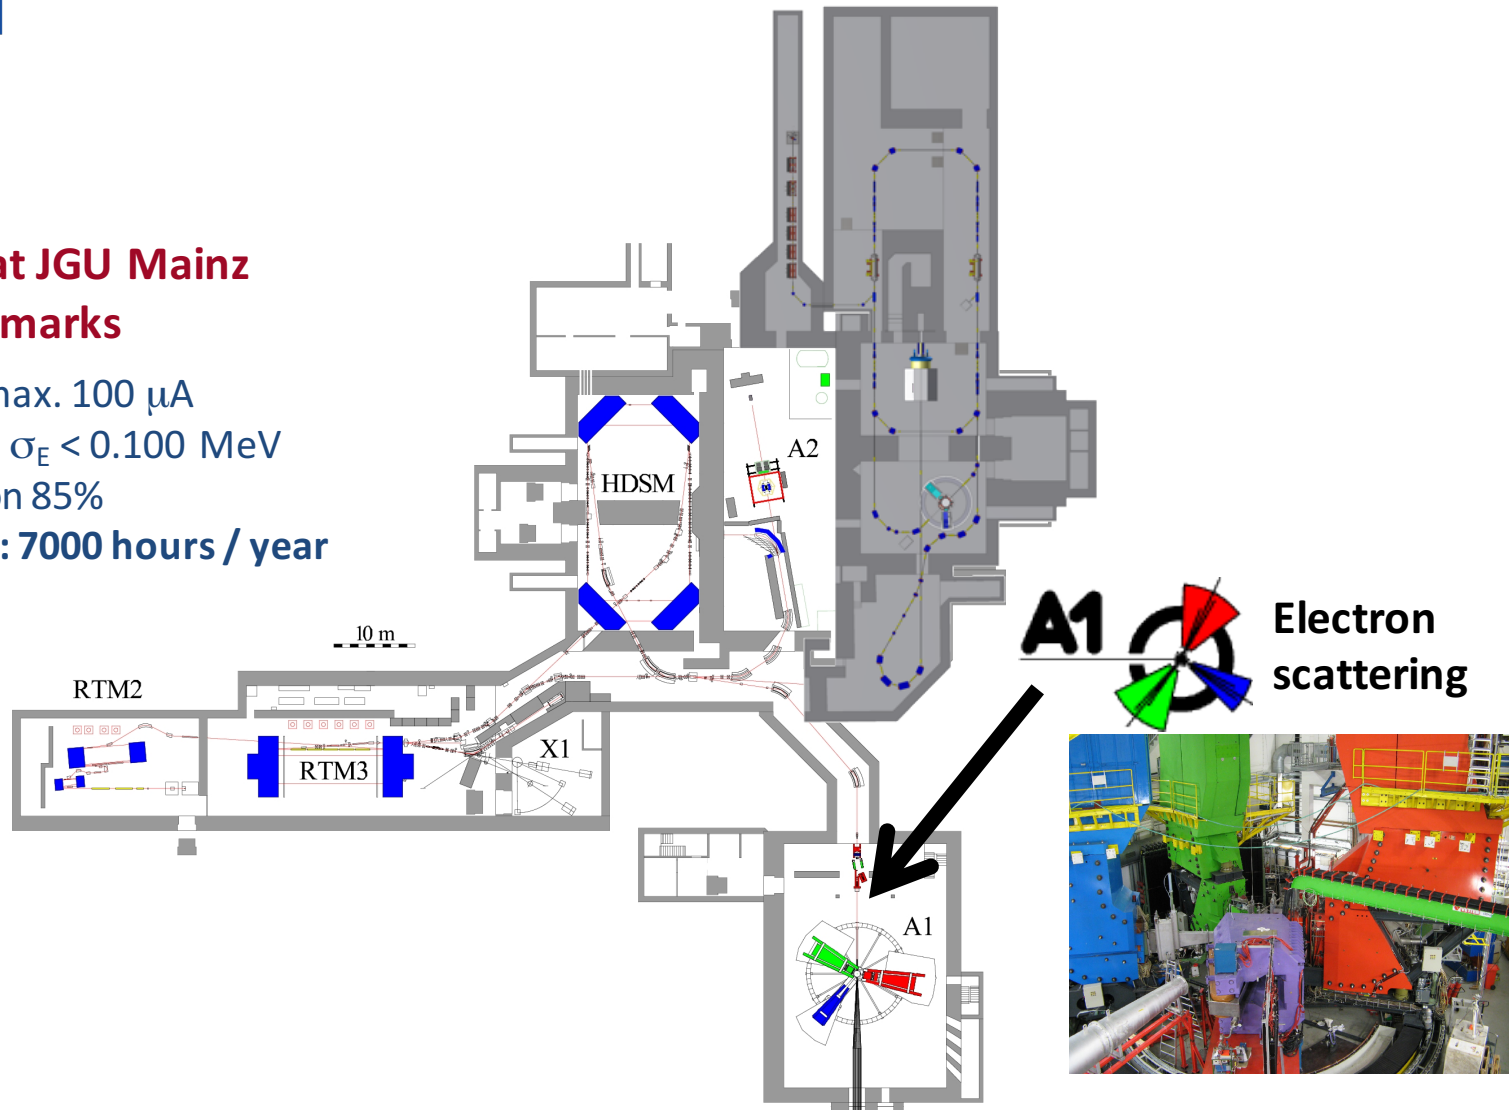 at JGU Mainz
marks
max. 100 μA
σE < 0.100 MeV
on 85%
: 7000 hours / year
A2
HDSM
10 m
RTM2
RTM3
X1
A1
A1
Electron
scattering